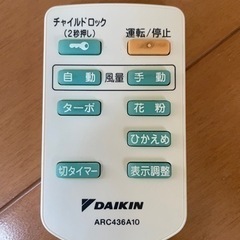 チャイルドロック
(2秒押し)
運転/停止
自動 風量 手動
ターボ
花粉
ひかえめ
切タイマー
表示調整
DAIKIN
ARC436A10